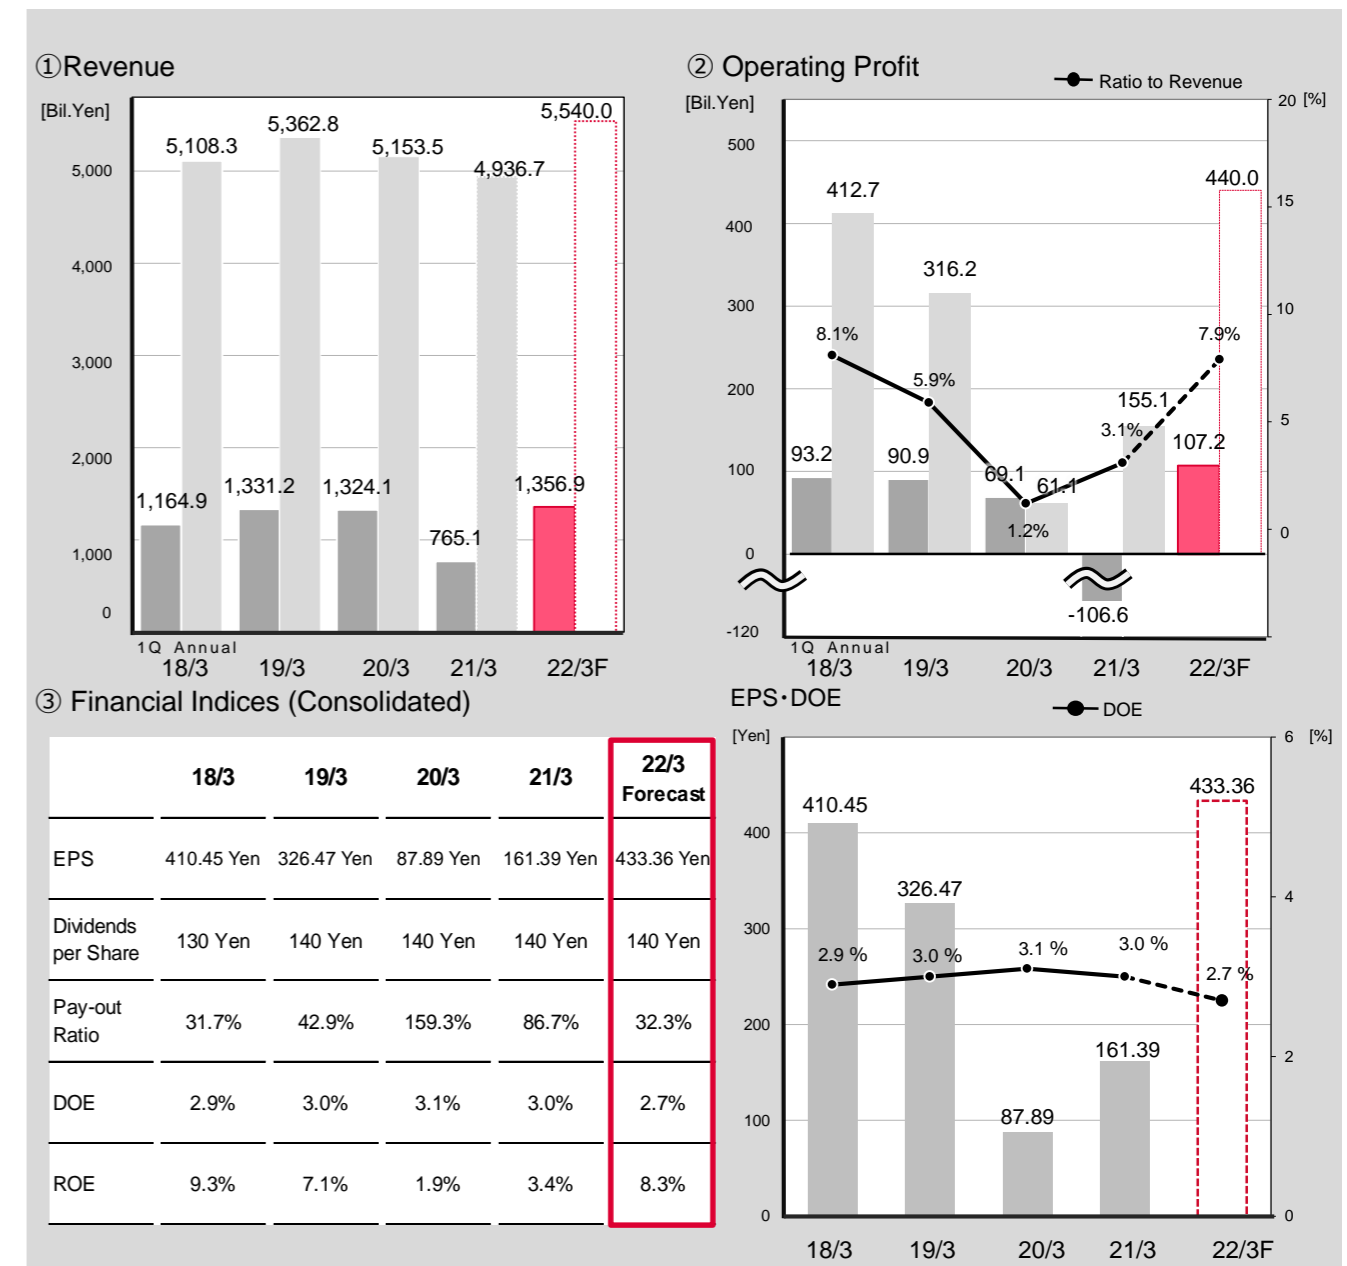 ①Revenue
[Bil.Yen]
5,540.0
5,362.8
5,108.3
5,153.5
4,936.7
5,000
4,000
3,000
2,000
1,000
0
1,164.9
1,331.2
1,324.1
765.1
1,356.9
1Q Annual
18/3 19/3 20/3 21/3 22/3F
② Operating Profit
Ratio to Revenue
[Bil.Yen]
20 [%]
500
400
300
200
100
0
-120
15
10
5
0
412.7
440.0
316.2
8.1%
7.9%
5.9%
155.1
3.1%
107.2
93.2
90.9
69.1
61.1
1.2%
-106.6
1Q Annual
18/3 19/3 20/3 21/3 22/3F
③ Financial Indices (Consolidated)
18/3 19/3 20/3 21/3 22/3
Forecast
EPS 410.45 Yen 326.47 Yen 87.89 Yen 161.39 Yen 433.36 Yen
Dividends
per Share 130 Yen 140 Yen 140 Yen 140 Yen 140 Yen
Pay-out
Ratio 31.7% 42.9% 159.3% 86.7% 32.3%
DOE 2.9% 3.0% 3.1% 3.0% 2.7%
ROE 9.3% 7.1% 1.9% 3.4% 8.3%
EPS・DOE
DOE
[Yen]
6 [%]
400
300
200
100
0
4
2
0
410.45
433.36
326.47
2.9 %
3.0 %
3.1 %
3.0 %
2.7 %
161.39
87.89
18/3 19/3 20/3 21/3 22/3F